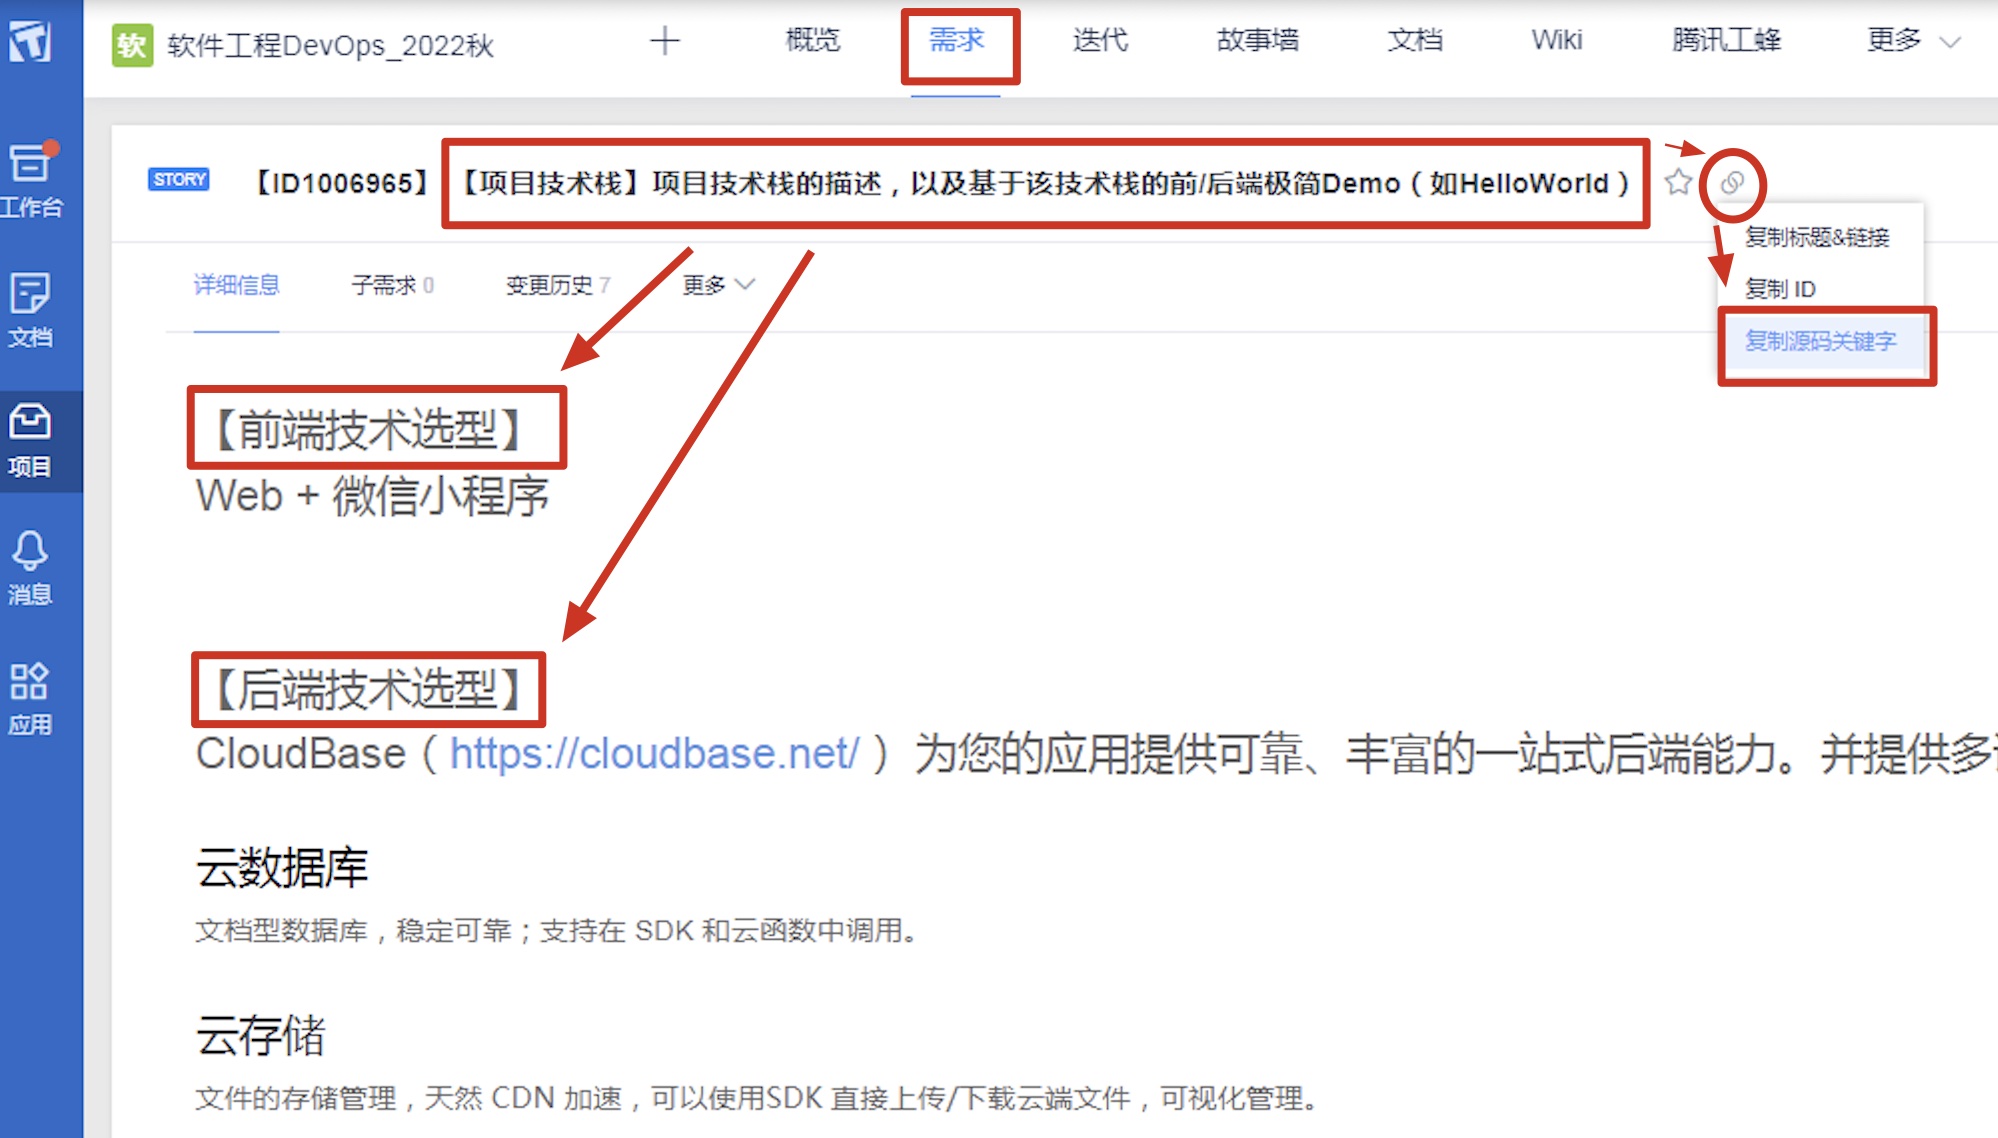 软 软件工程DevOps_2022秋
概览 需求 迭代 故事墙 文档 Wiki 腾讯工蜂 更多
工作台
文档
项目
消息
应用
STORY 【ID1006965】 【项目技术栈】项目技术栈的描述，以及基于该技术栈的前/后端极简Demo（如HelloWorld）
复制标题&链接
复制 ID
复制源码关键字
详细信息 子需求 0 变更历史 7 更多
【前端技术选型】
Web + 微信小程序
【后端技术选型】
CloudBase（https://cloudbase.net/ ）为您的应用提供可靠、丰富的一站式后端能力。并提供多
云数据库
文档型数据库，稳定可靠；支持在 SDK 和云函数中调用。
云存储
文件的存储管理，天然 CDN 加速，可以使用SDK 直接上传/下载云端文件，可视化管理。